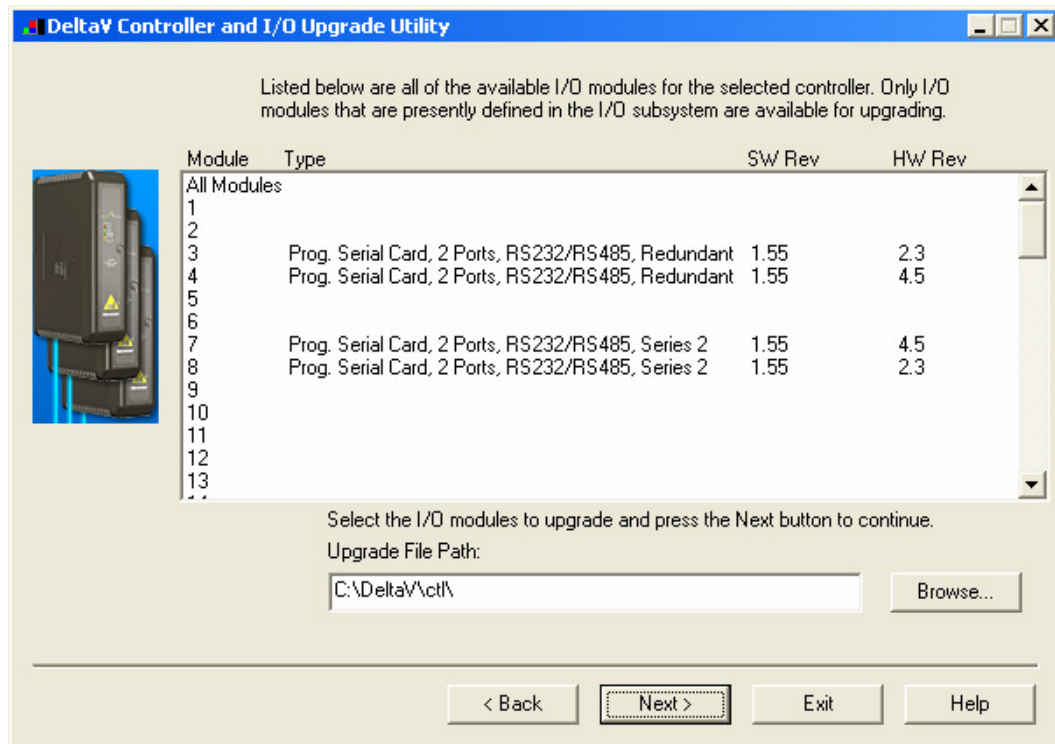 DeltaV Controller and I/O Upgrade Utility
Listed below are all of the available I/O modules for the selected controller. Only I/O
modules that are presently defined in the I/O subsystem are available for upgrading.
Module Type SW Rev HW Rev
All Modules
1
2
3 Prog. Serial Card, 2 Ports, RS232/RS485, Redundant 1.55 2.3
4 Prog. Serial Card, 2 Ports, RS232/RS485, Redundant 1.55 4.5
5
6
7 Prog. Serial Card, 2 Ports, RS232/RS485, Series 2 1.55 4.5
8 Prog. Serial Card, 2 Ports, RS232/RS485, Series 2 1.55 2.3
9
10
11
12
13
Select the I/O modules to upgrade and press the Next button to continue.
Upgrade File Path:
C:\DeltaV\ctl\
Browse...
< Back Next > Exit Help